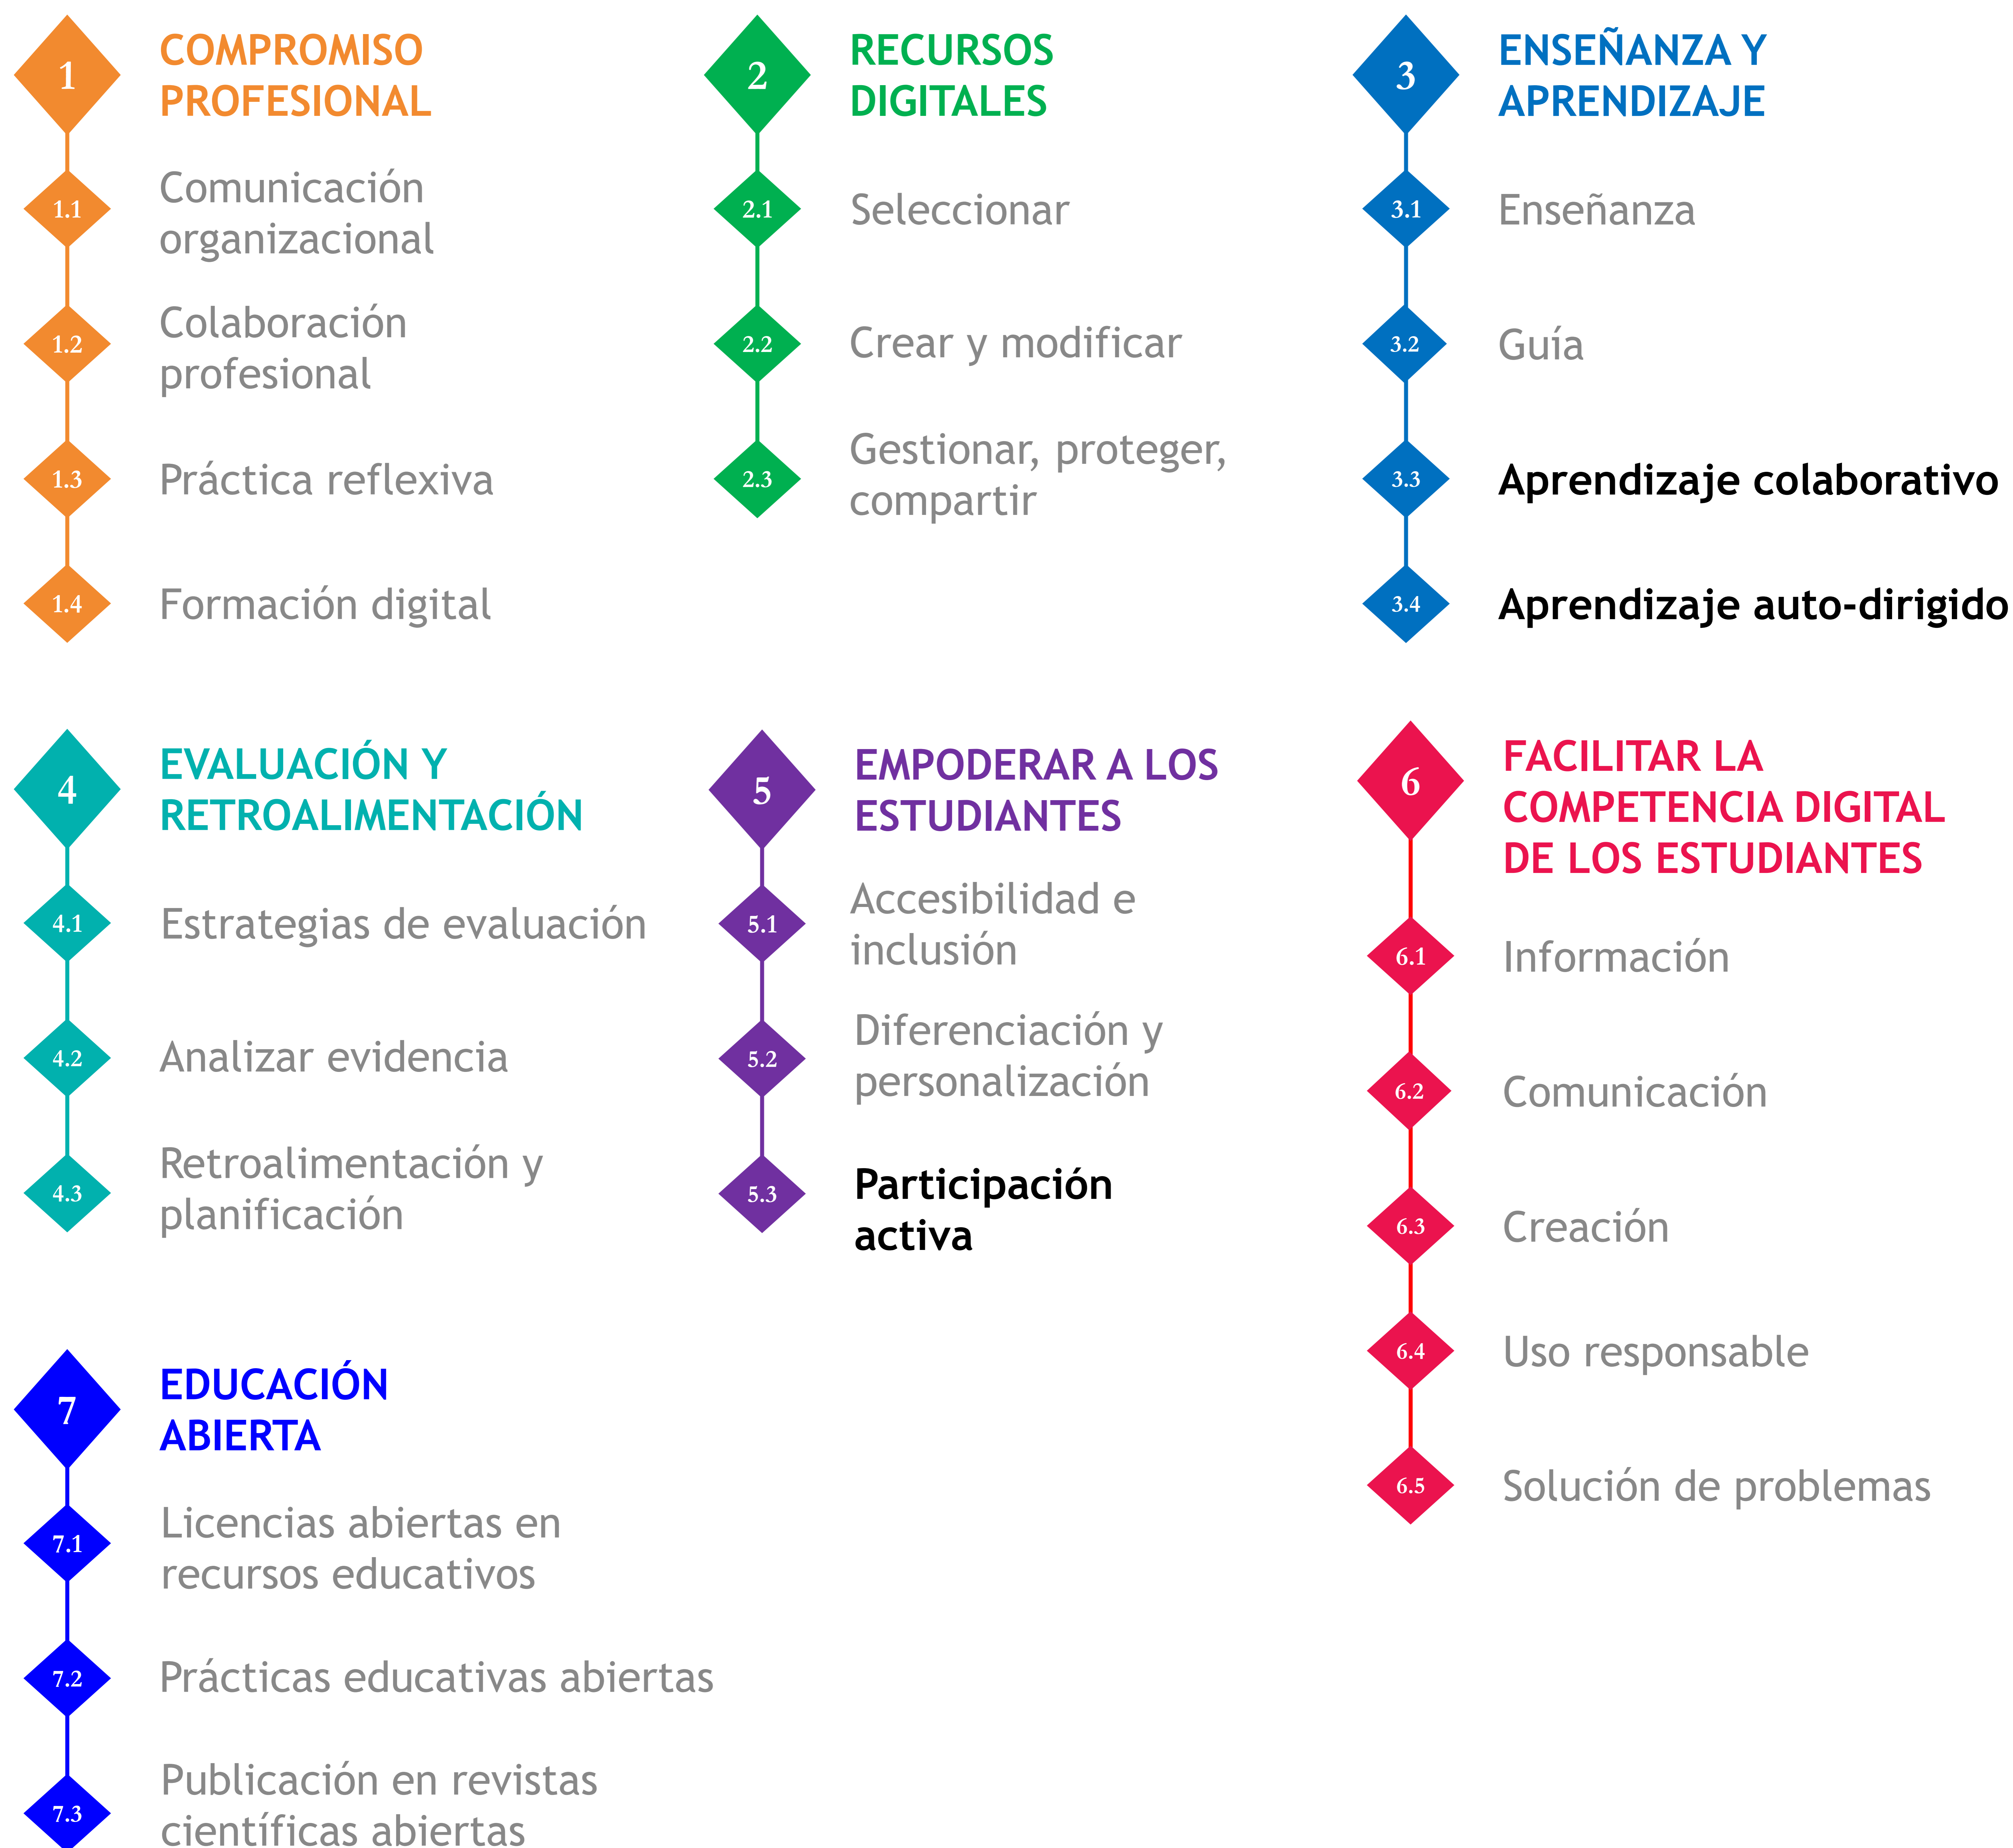 1
COMPROMISO
PROFESIONAL
1.1
Comunicación
organizacional
1.2
Colaboración
profesional
1.3
Práctica reflexiva
1.4
Formación digital
2
RECURSOS
DIGITALES
2.1
Seleccionar
2.2
Crear y modificar
2.3
Gestionar, proteger,
compartir
3
ENSEÑANZA Y
APRENDIZAJE
3.1
Enseñanza
3.2
Guía
3.3
Aprendizaje colaborativo
3.4
Aprendizaje auto-dirigido
4
EVALUACIÓN Y
RETROALIMENTACIÓN
4.1
Estrategias de evaluación
4.2
Analizar evidencia
4.3
Retroalimentación y
planificación
5
EMPODERAR A LOS
ESTUDIANTES
5.1
Accesibilidad e
inclusión
5.2
Diferenciación y
personalización
5.3
Participación
activa
6
FACILITAR LA
COMPETENCIA DIGITAL
DE LOS ESTUDIANTES
6.1
Información
6.2
Comunicación
6.3
Creación
6.4
Uso responsable
6.5
Solución de problemas
7
EDUCACIÓN
ABIERTA
7.1
Licencias abiertas en
recursos educativos
7.2
Prácticas educativas abiertas
7.3
Publicación en revistas
científicas abiertas